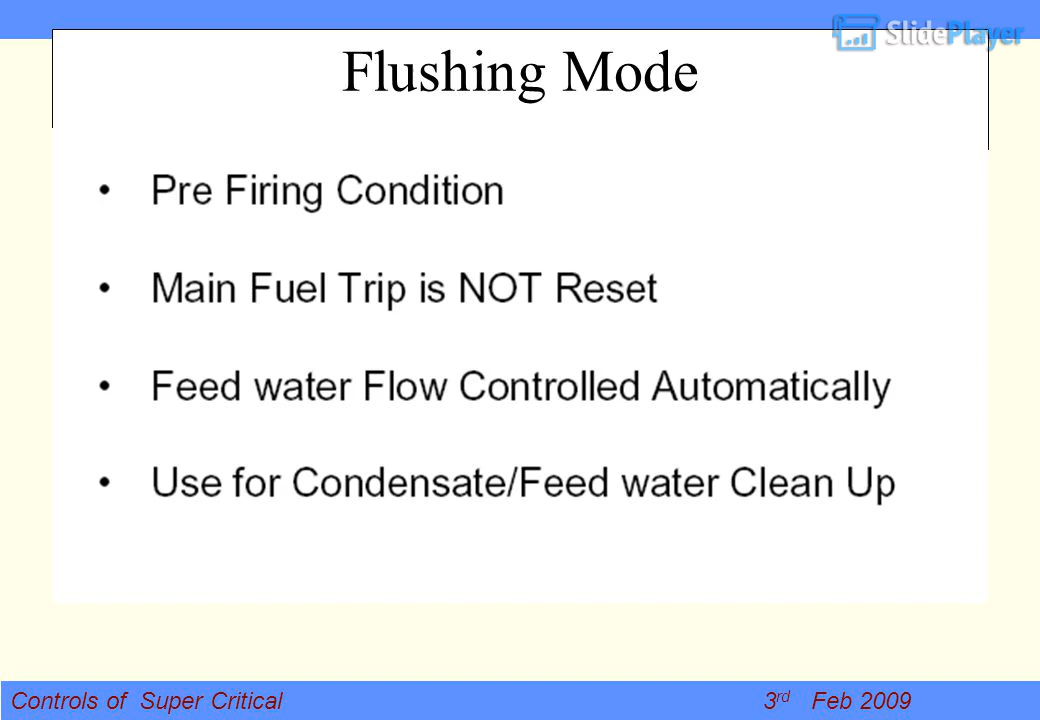 SlidePlayer
Flushing Mode
• Pre Firing Condition
• Main Fuel Trip is NOT Reset
• Feed water Flow Controlled Automatically
• Use for Condensate/Feed water Clean Up
Controls of Super Critical 3rd Feb 2009